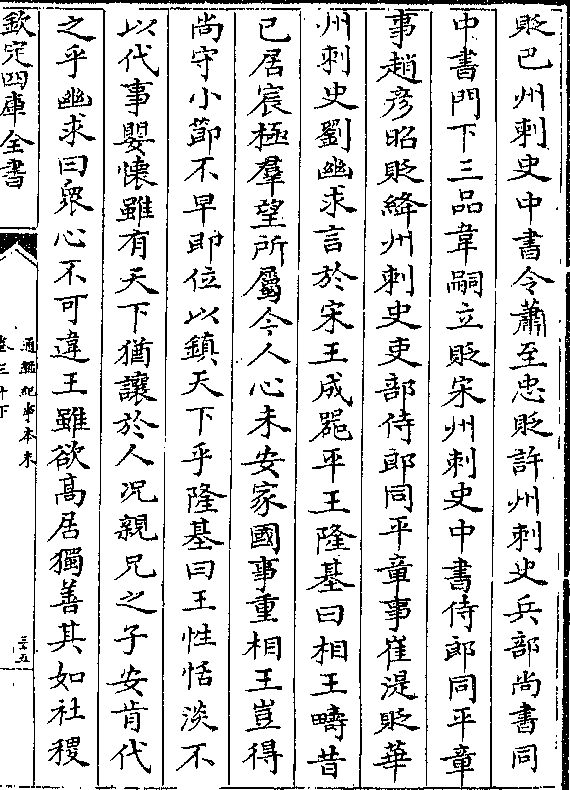 貶巴州刺史中書令蕭至忠貶許州刺史兵部尚書同
中書門下三品韋嗣立貶宋州刺史中書侍郎同平章
事趙彦昭貶絳州刺史吏部侍郎同平章事崔湜貶華
州刺史劉幽求言於宋王成器平王隆基曰相王疇昔
已居宸極羣望所屬今人心未安家國事重相王豈得
尚守小節不早即位以鎮天下乎隆基曰王性恬淡不
以代事嬰懷雖有天下猶讓於人況親兄之子安肯代
之乎幽求曰衆心不可違王雖欲高居獨善其如社稷
欽定四庫全書
通鑑紀事本末
卷三十下
三五